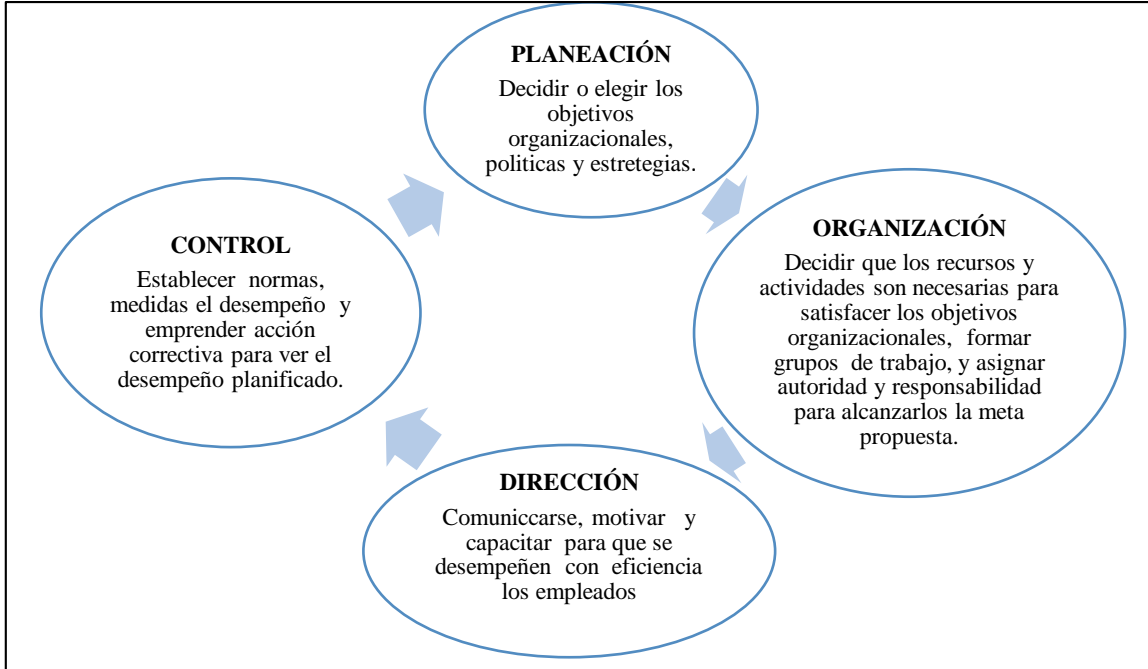 PLANEACIÓN
Decidir o elegir los
objetivos
organizacionales,
politicas y estretegias.
ORGANIZACIÓN
Decidir que los recursos y
actividades son necesarias para
satisfacer los objetivos
organizacionales, formar
grupos de trabajo, y asignar
autoridad y responsabilidad
para alcanzarlos la meta
propuesta.
DIRECCIÓN
Comuniccarse, motivar y
capacitar para que se
desempeñen con eficiencia
los empleados
CONTROL
Establecer normas,
medidas el desempeño y
emprender acción
correctiva para ver el
desempeño planificado.